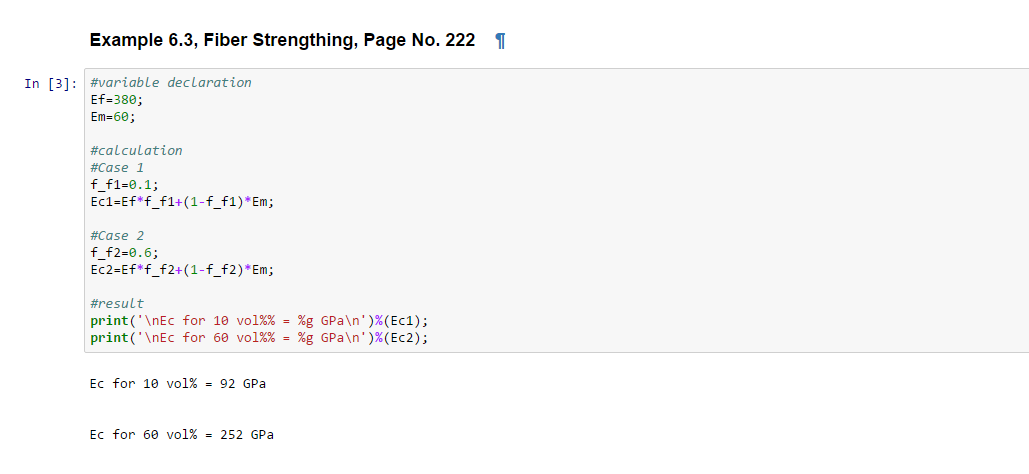 Example 6.3, Fiber Strengthing, Page No. 222 ¶
In [3]: #variable declaration
Ef=380;
Em=60;
#calculation
#Case 1
f_f1=0.1;
Ec1=Ef*f_f1+(1-f_f1)*Em;
#Case 2
f_f2=0.6;
Ec2=Ef*f_f2+(1-f_f2)*Em;
#result
print('\nEc for 10 vol%% = %g GPa\n')%(Ec1);
print('\nEc for 60 vol%% = %g GPa\n')%(Ec2);
Ec for 10 vol% = 92 GPa
Ec for 60 vol% = 252 GPa